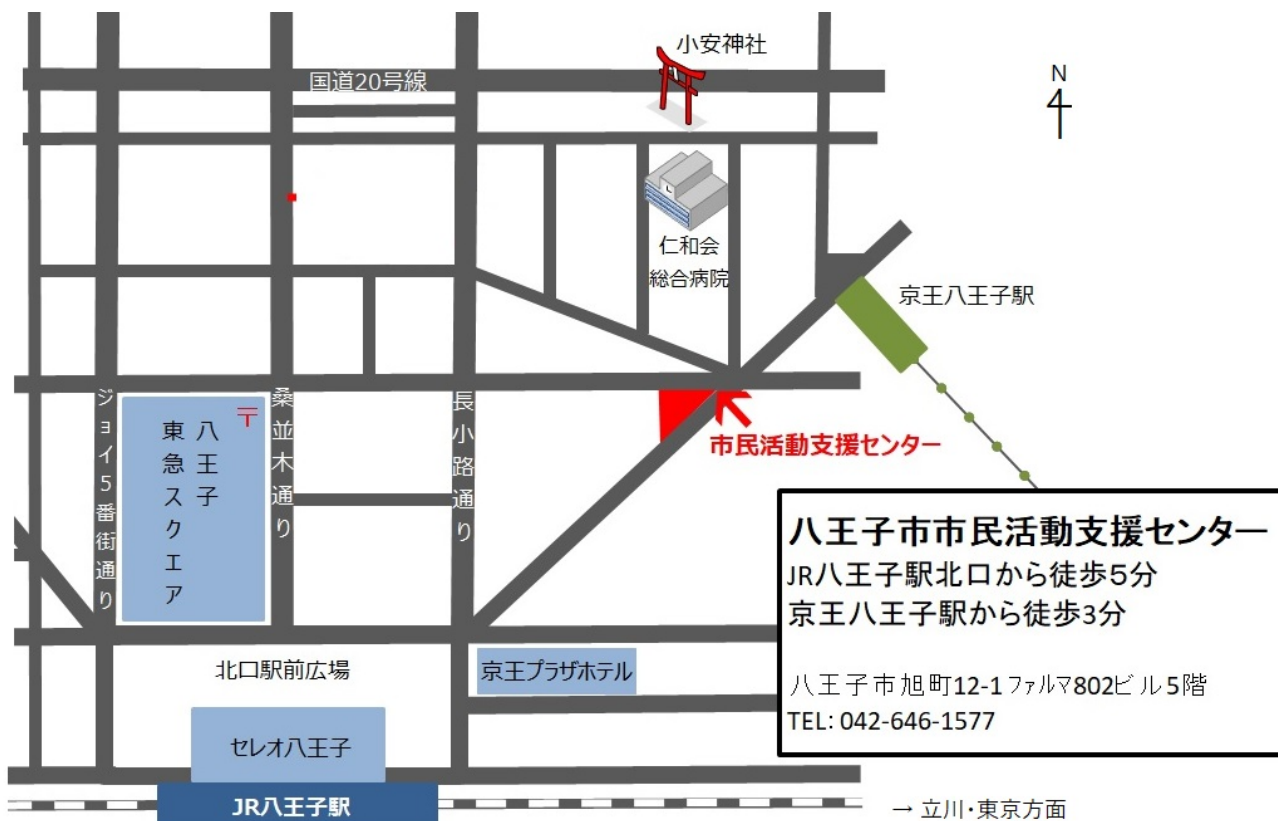 小安神社
国道20号線
N
仁和会
総合病院
京王八王子駅
ジョイ5番街通り
八王子
東急スクエア
〒
桑並木通り
長小路通り
市民活動支援センター
八王子市市民活動支援センター
JR八王子駅北口から徒歩5分
京王八王子駅から徒歩3分
八王子市旭町12-1ファルマ802ビル5階
TEL: 042-646-1577
北口駅前広場
京王プラザホテル
セレオ八王子
JR八王子駅
→ 立川・東京方面